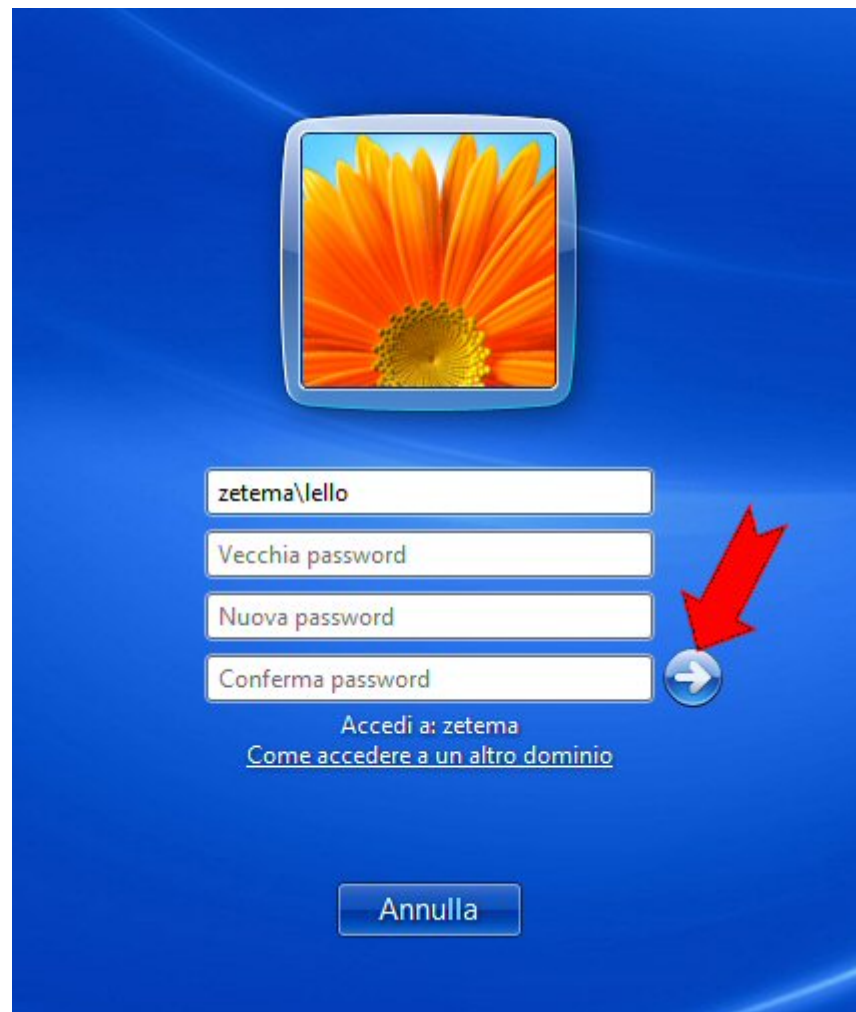 zetema\lello
Vecchia password
Nuova password
Conferma password
Accedi a: zetema
Come accedere a un altro dominio
Annulla